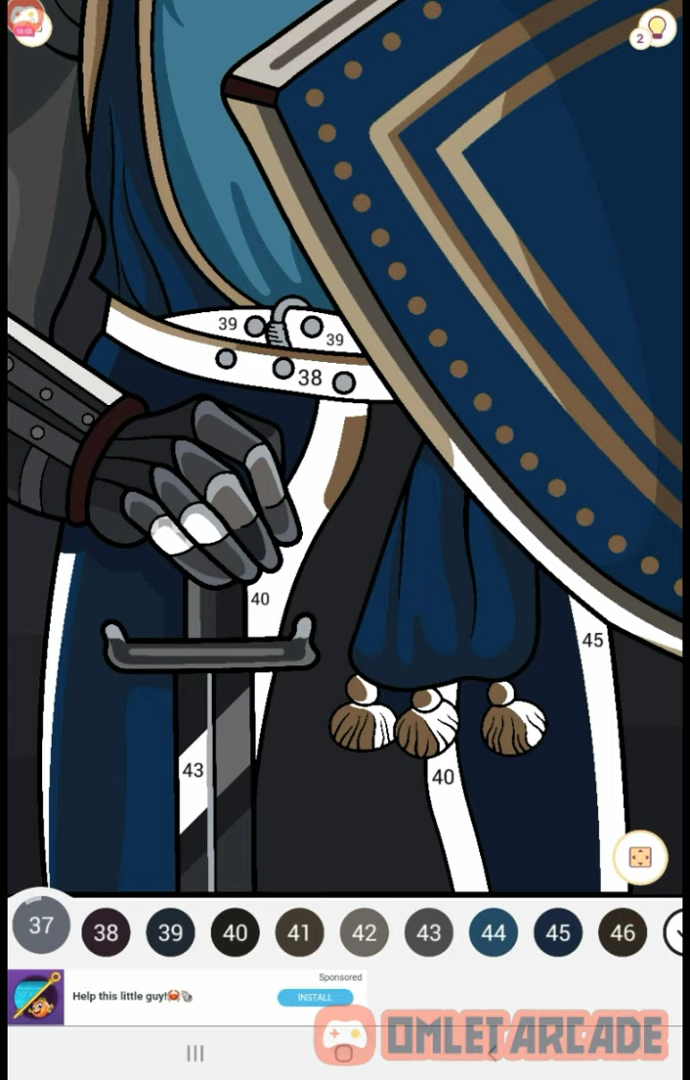 2
39
39
38
40
45
43
40
37 38 39 40 41 42 43 44 45 46
Sponsored
Help this little guy!🦀🐚
INSTALL
OMLET ARCADE